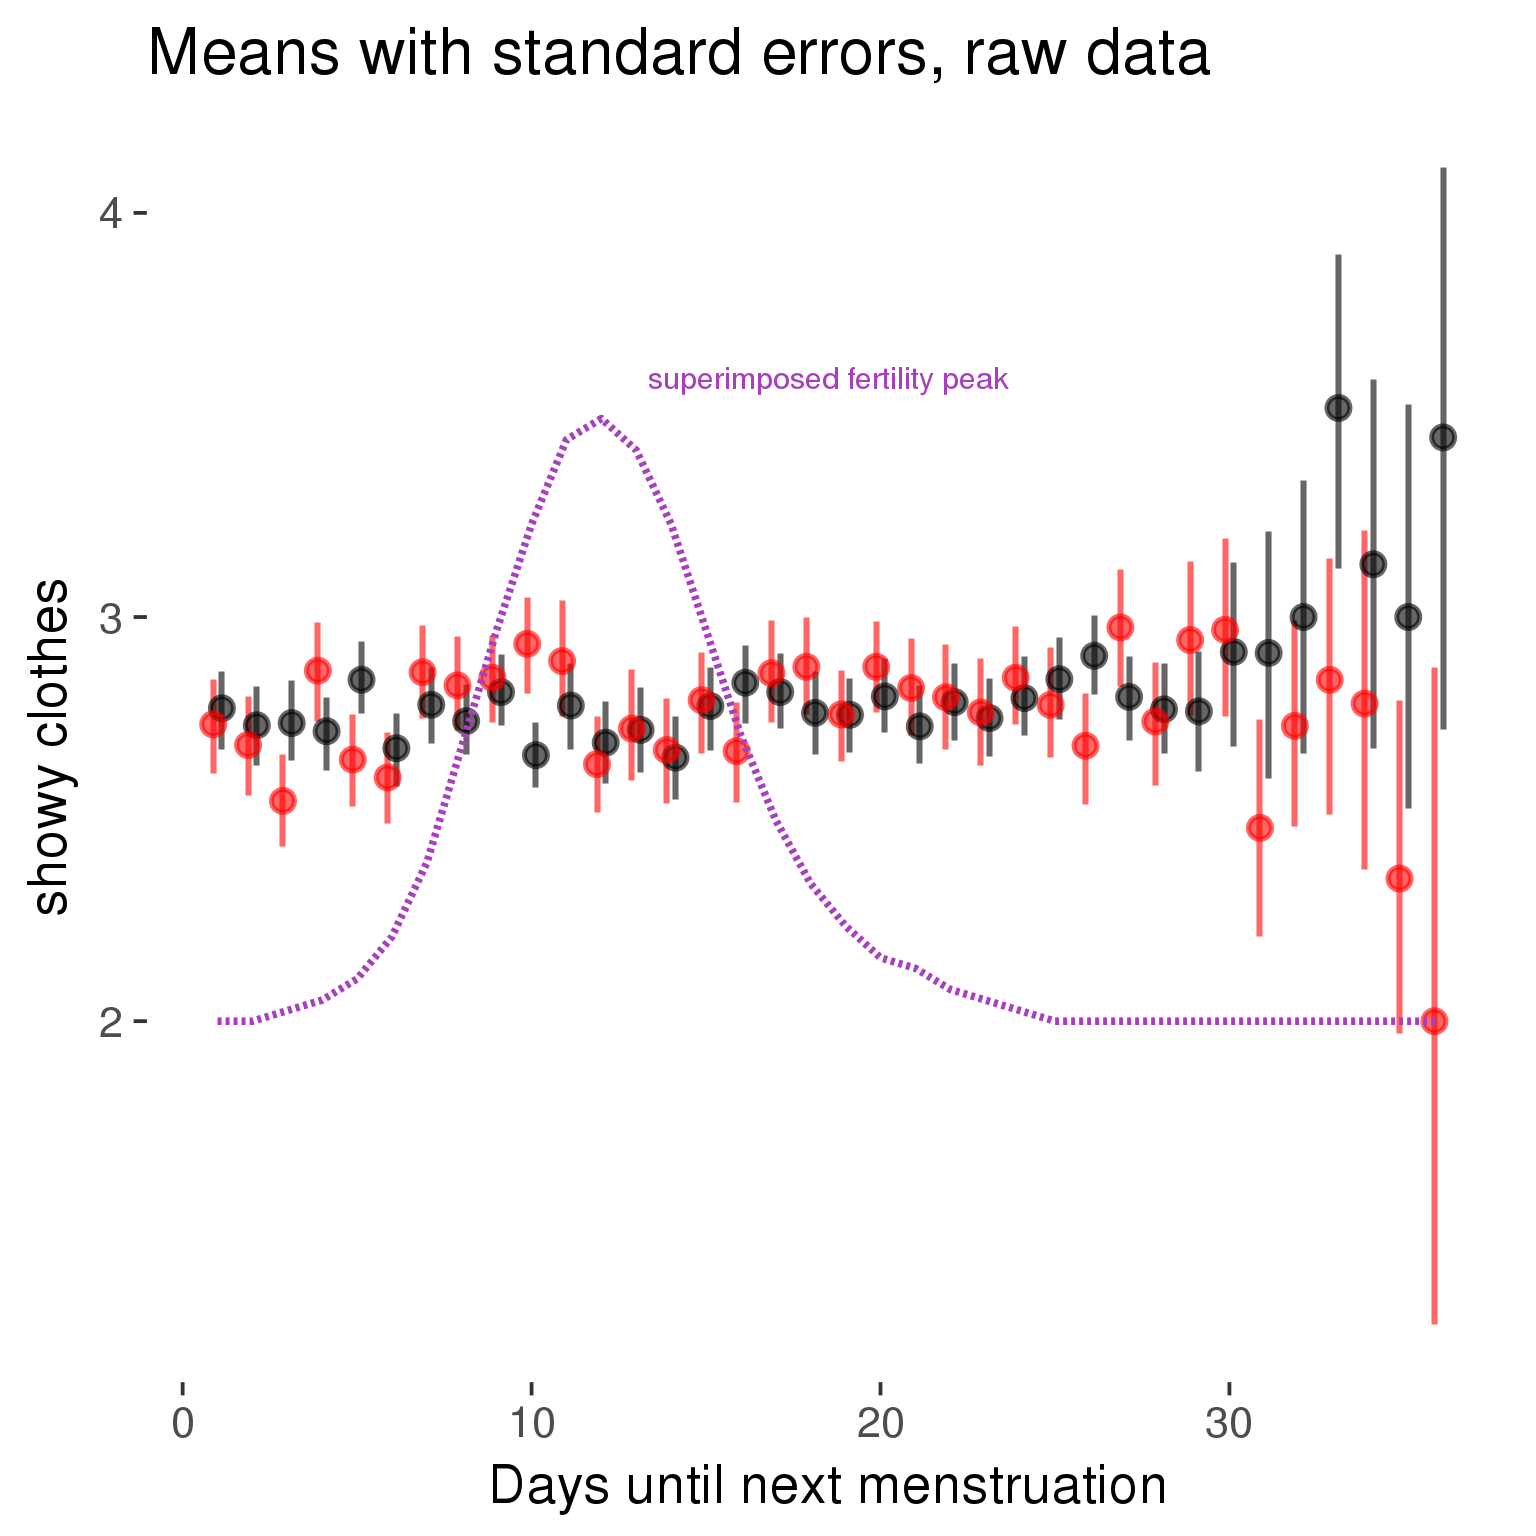 Means with standard errors, raw data
4
superimposed fertility peak
3
showy clothes
2
0 10 20 30
Days until next menstruation